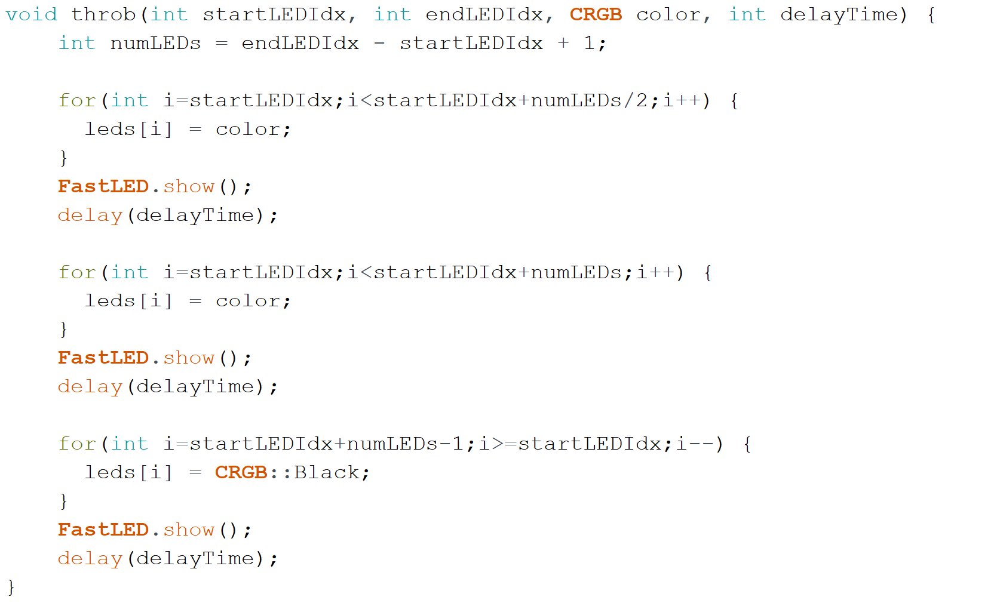 void throb(int startLEDIdx, int endLEDIdx, CRGB color, int delayTime) {
    int numLEDs = endLEDIdx - startLEDIdx + 1;

    for(int i=startLEDIdx;i<startLEDIdx+numLEDs/2;i++) {
      leds[i] = color;
    }
    FastLED.show();
    delay(delayTime);

    for(int i=startLEDIdx;i<startLEDIdx+numLEDs;i++) {
      leds[i] = color;
    }
    FastLED.show();
    delay(delayTime);

    for(int i=startLEDIdx+numLEDs-1;i>=startLEDIdx;i--) {
      leds[i] = CRGB::Black;
    }
    FastLED.show();
    delay(delayTime);
}